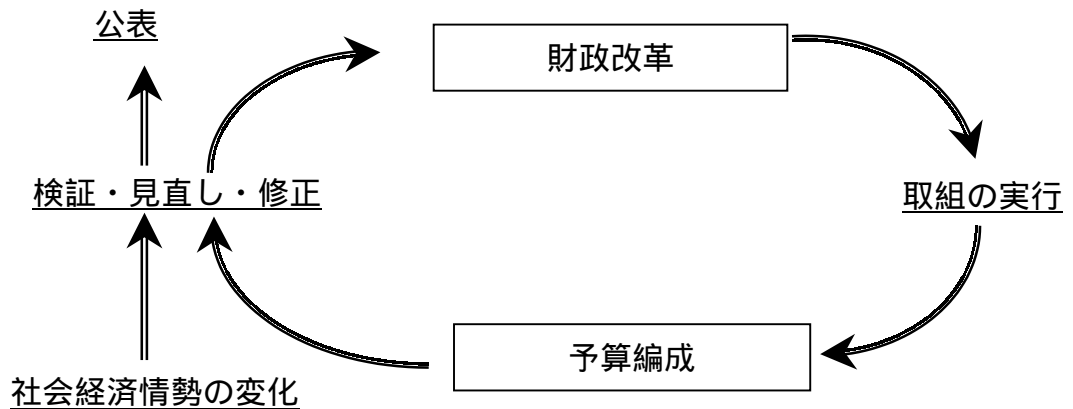 公表
財政改革
検証・見直し・修正
取組の実行
予算編成
社会経済情勢の変化